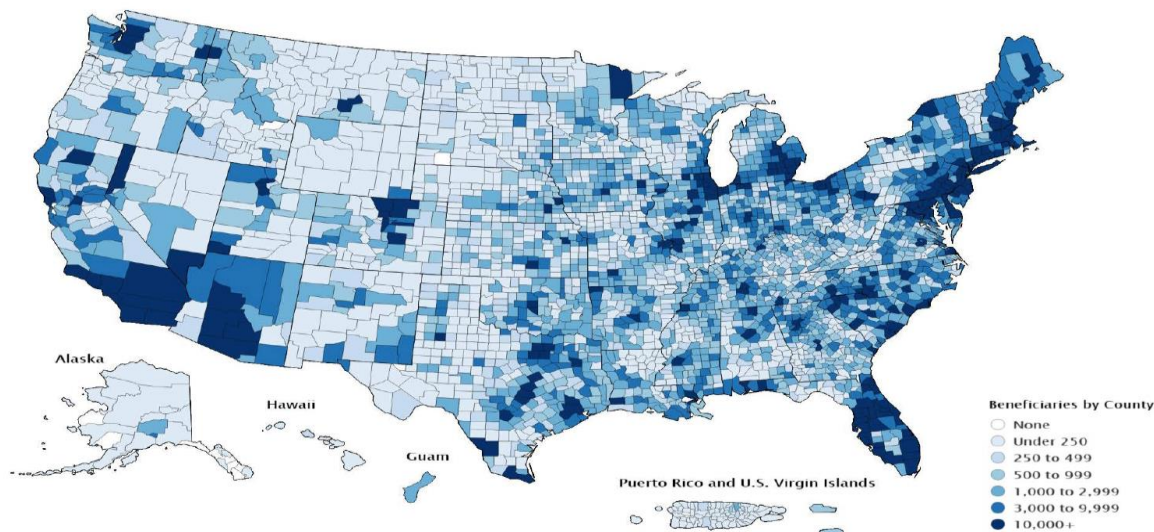 Alaska
Hawaii
Guam
Puerto Rico and U.S. Virgin Islands
Beneficiaries by County
None
Under 250
250 to 499
500 to 999
1,000 to 2,999
3,000 to 9,999
10,000+